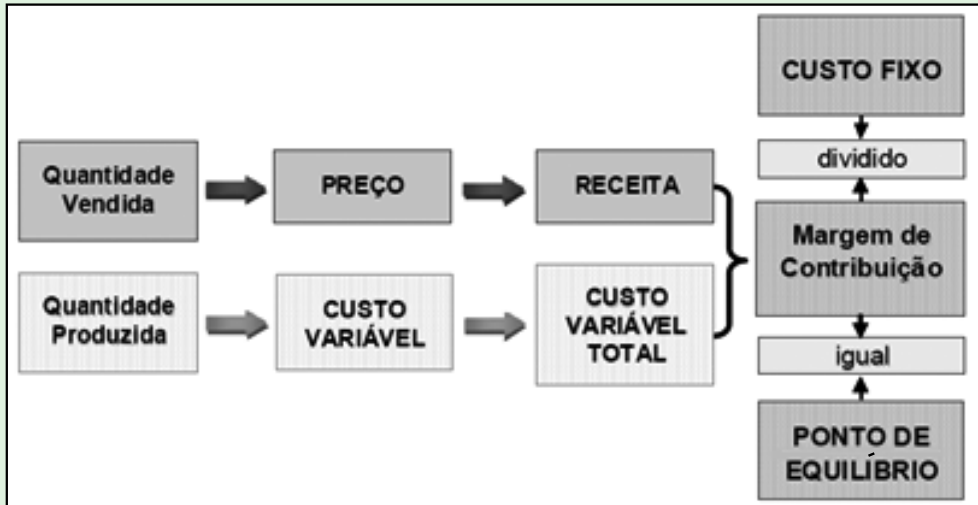 Quantidade
Vendida
PREÇO
RECEITA
Quantidade
Produzida
CUSTO
VARIÁVEL
CUSTO
VARIÁVEL
TOTAL
CUSTO FIXO
dividido
Margem de
Contribuição
igual
PONTO DE
EQUILÍBRIO